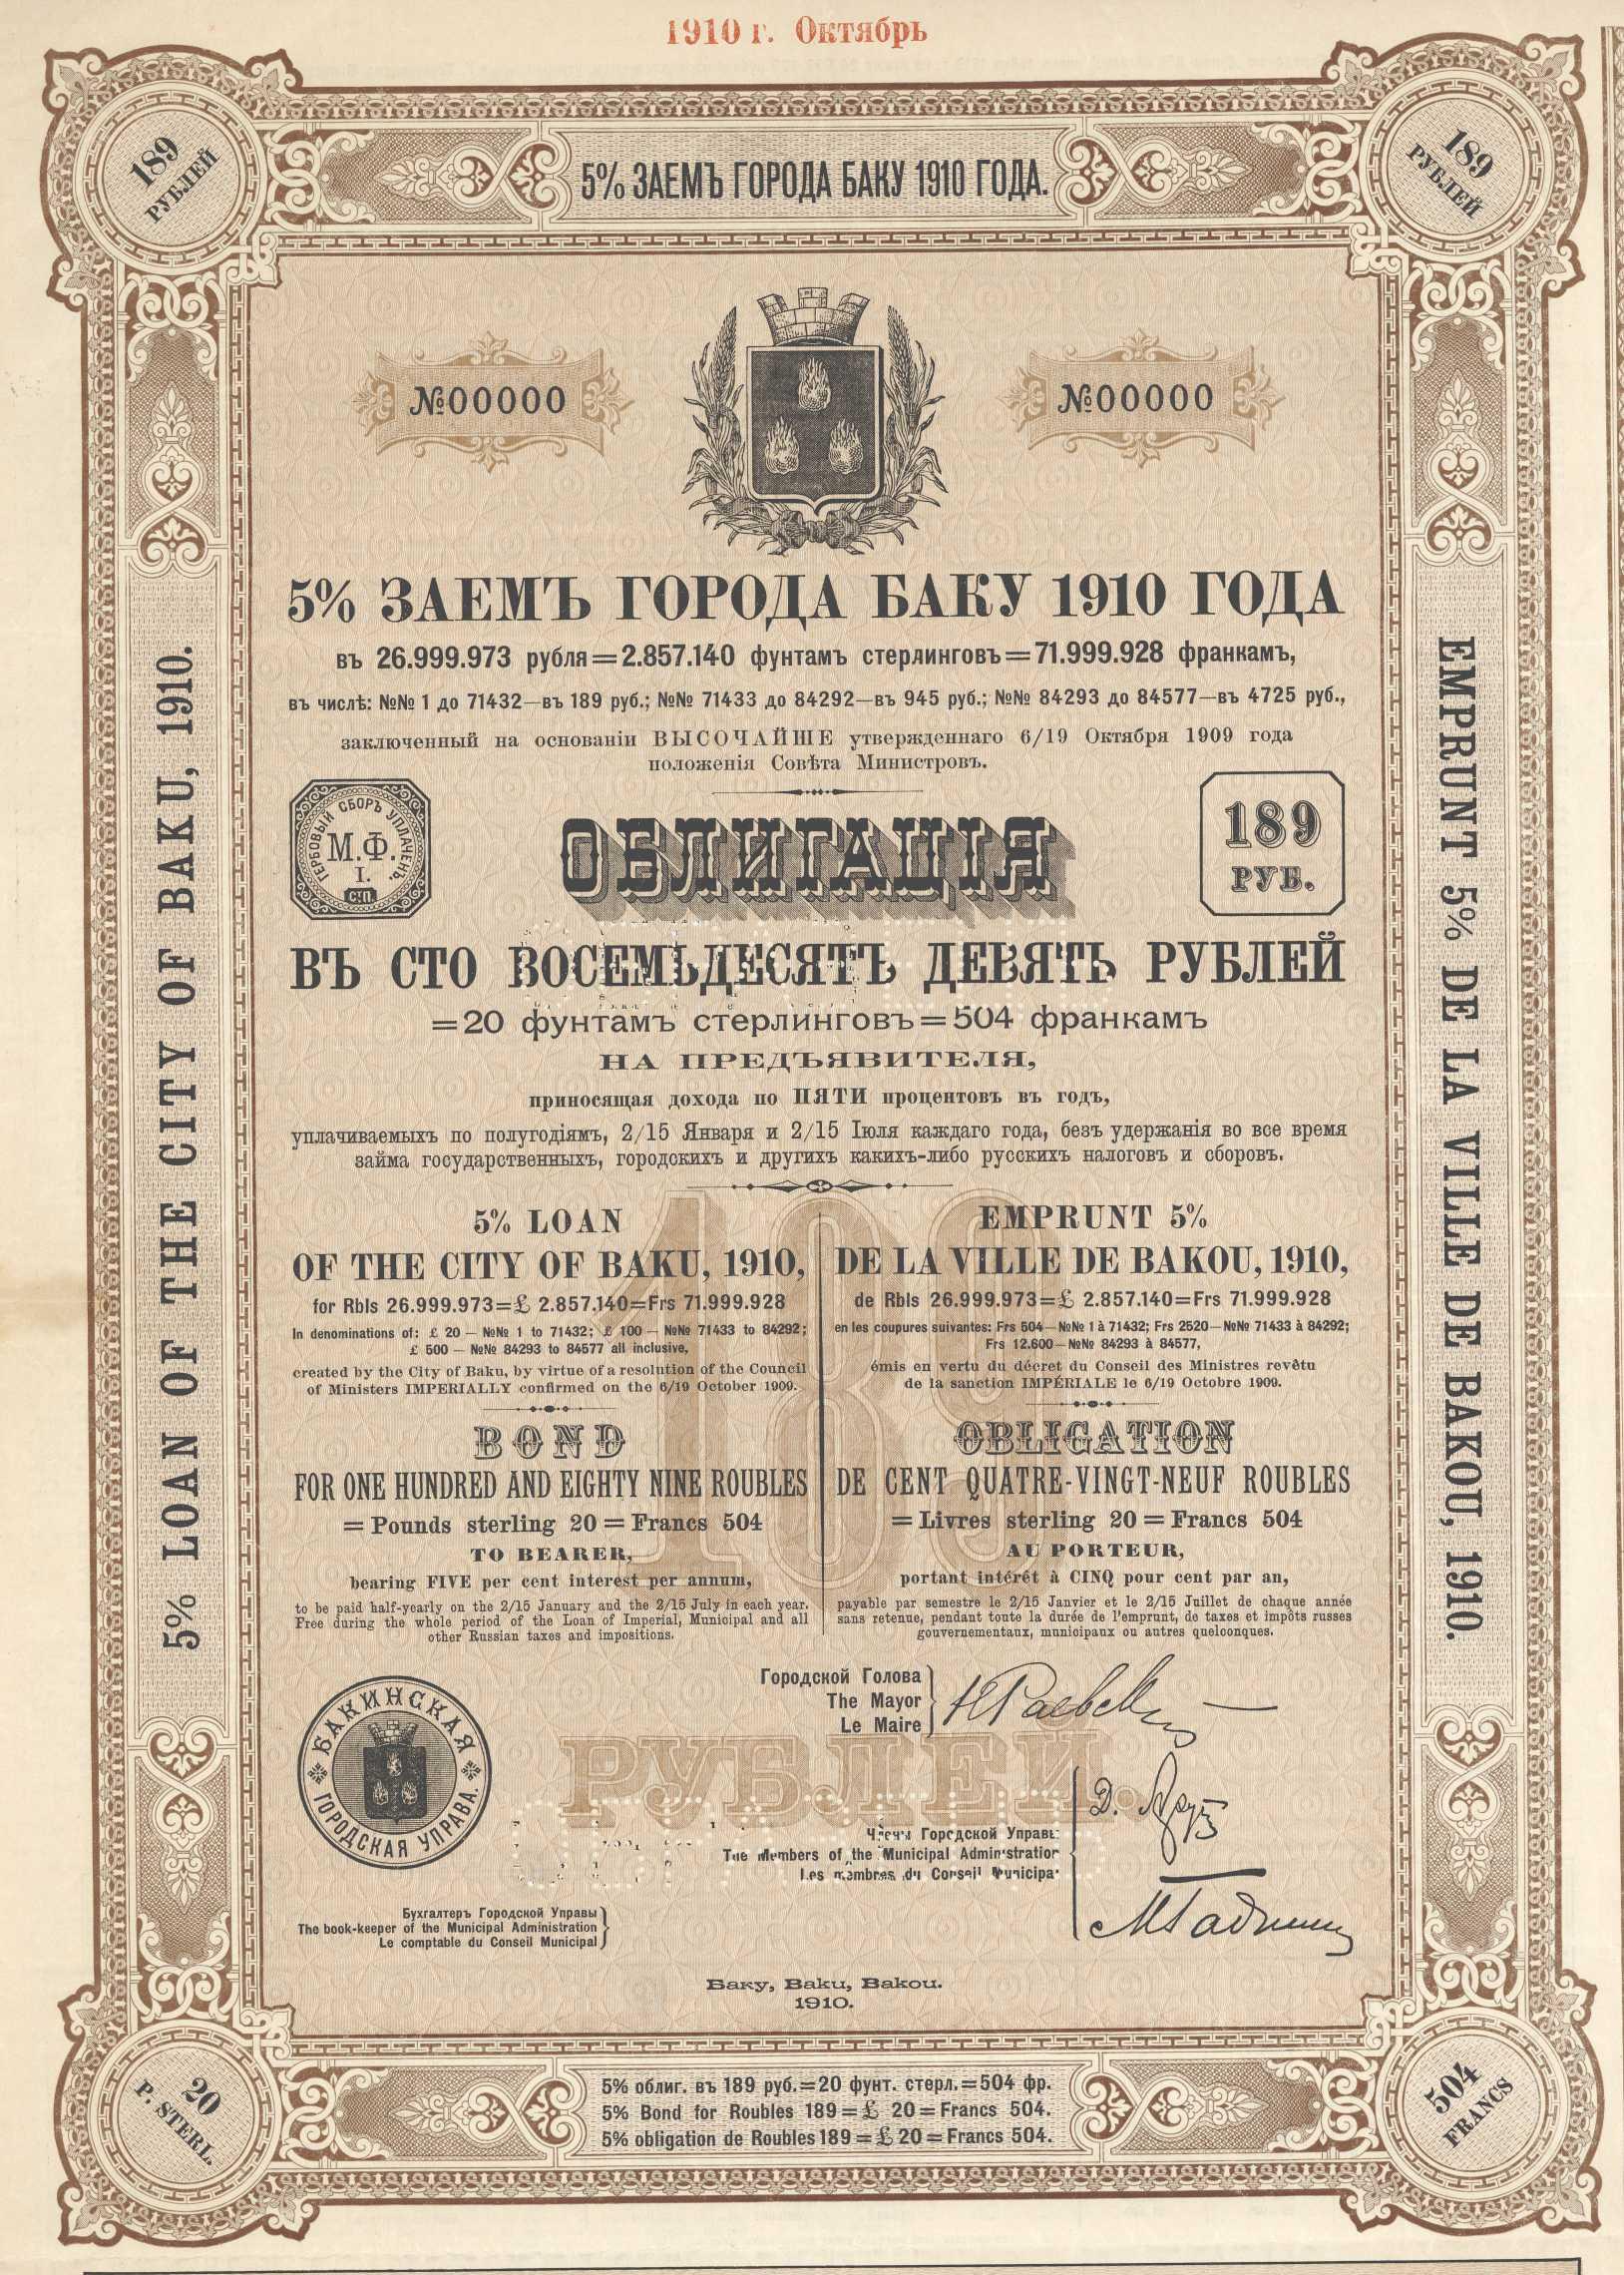 1910 г. Октябрь
189 РУБЛЕЙ
5% ЗАЕМЪ ГОРОДА БАКУ 1910 ГОДА.
189 РУБЛЕЙ
5% LOAN OF THE CITY OF BAKU, 1910.
EMPRUNT 5% DE LA VILLE DE BAKOU, 1910.
№00000
№00000
5% ЗАЕМЪ ГОРОДА БАКУ 1910 ГОДА
въ 26.999.973 рубля=2.857.140 фунтамъ стерлинговъ=71.999.928 франкамъ,
въ числѣ: №№ 1 до 71432—въ 189 руб.; №№ 71433 до 84292—въ 945 руб.; №№ 84293 до 84577—въ 4725 руб.,
заключенный на основаніи ВЫСОЧАЙШЕ утвержденнаго 6/19 Октября 1909 года
положенія Совѣта Министровъ.
ГЕРБОВЫЙ СБОРЪ УПЛАЧЕНЪ.
М.Ф.
I.
С.П.
ОБЛИГАЦІЯ
189
РУБ.
ВЪ СТО ВОСЕМЬДЕСЯТЪ ДЕВЯТЬ РУБЛЕЙ
=20 фунтамъ стерлинговъ=504 франкамъ
НА ПРЕДЪЯВИТЕЛЯ,
приносящая дохода по ПЯТИ процентовъ въ годъ,
уплачиваемыхъ по полугодіямъ, 2/15 Января и 2/15 Іюля каждаго года, безъ удержанія во все время
займа государственныхъ, городскихъ и другихъ какихъ-либо русскихъ налоговъ и сборовъ.
189
5% LOAN
OF THE CITY OF BAKU, 1910,
for Rbls 26.999.973=£ 2.857.140=Frs 71.999.928
In denominations of: £ 20 — №№ 1 to 71432; £ 100 — №№ 71433 to 84292;
£ 500 — №№ 84293 to 84577 all inclusive,
created by the City of Baku, by virtue of a resolution of the Council
of Ministers IMPERIALLY confirmed on the 6/19 October 1909.
BOND
FOR ONE HUNDRED AND EIGHTY NINE ROUBLES
=Pounds sterling 20=Francs 504
TO BEARER,
bearing FIVE per cent interest per annum,
to be paid half-yearly on the 2/15 January and the 2/15 July in each year.
Free during the whole period of the Loan of Imperial, Municipal and all
other Russian taxes and impositions.
EMPRUNT 5%
DE LA VILLE DE BAKOU, 1910,
de Rbls 26.999.973=£ 2.857.140=Frs 71.999.928
en les coupures suivantes: Frs 504—№№ 1 à 71432; Frs 2520—№№ 71433 à 84292;
Frs 12.600—№№ 84293 à 84577,
émis en vertu du décret du Conseil des Ministres revêtu
de la sanction IMPÉRIALE le 6/19 Octobre 1909.
OBLIGATION
DE CENT QUATRE-VINGT-NEUF ROUBLES
=Livres sterling 20=Francs 504
AU PORTEUR,
portant intérêt à CINQ pour cent par an,
payable par semestre le 2/15 Janvier et le 2/15 Juillet de chaque année
sans retenue, pendant toute la durée de l'emprunt, de taxes et impôts russes
gouvernementaux, municipaux ou autres quelconques.
Городской Голова
The Mayor
Le Maire
РУБЛЕЙ.
БАКИНСКАЯ ГОРОДСКАЯ УПРАВА.
Члены Городской Управы
The Members of the Municipal Administration
Les membres du Conseil Municipal
Бухгалтеръ Городской Управы
The book-keeper of the Municipal Administration
Le comptable du Conseil Municipal
Баку, Baku, Bakou.
1910.
20 P. STERL.
5% облиг. въ 189 руб.=20 фунт. стерл.=504 фр.
5% Bond for Roubles 189=£ 20=Francs 504.
5% obligation de Roubles 189=£ 20=Francs 504.
504 FRANCS